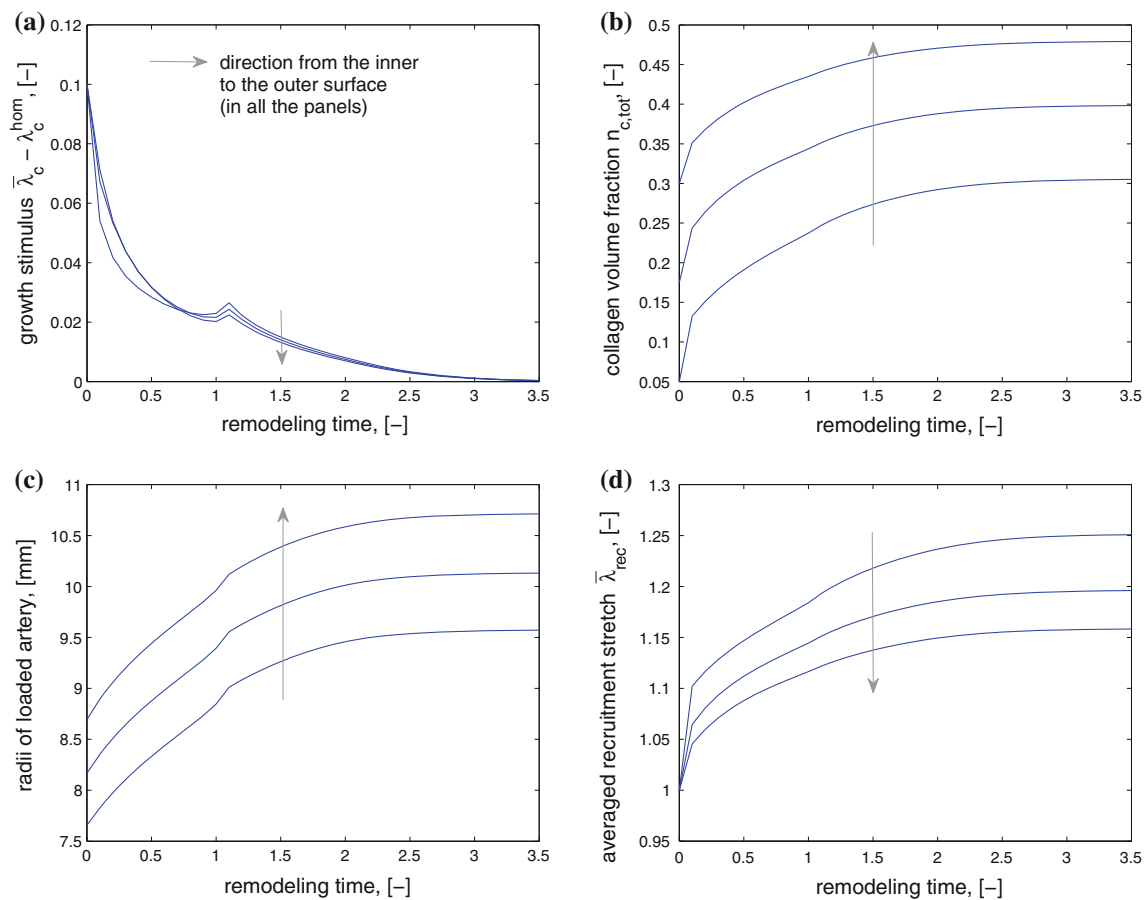 (a)
0.12
0.1
0.08
0.06
0.04
0.02
0
growth stimulus λ̅c − λc^hom, [−]
direction from the inner
to the outer surface
(in all the panels)
0 0.5 1 1.5 2 2.5 3 3.5
remodeling time, [−]
(b)
0.5
0.45
0.4
0.35
0.3
0.25
0.2
0.15
0.1
0.05
collagen volume fraction nc,tot, [−]
0 0.5 1 1.5 2 2.5 3 3.5
remodeling time, [−]
(c)
11
10.5
10
9.5
9
8.5
8
7.5
radii of loaded artery, [mm]
0 0.5 1 1.5 2 2.5 3 3.5
remodeling time, [−]
(d)
1.3
1.25
1.2
1.15
1.1
1.05
1
0.95
averaged recruitment stretch λ̅rec, [−]
0 0.5 1 1.5 2 2.5 3 3.5
remodeling time, [−]